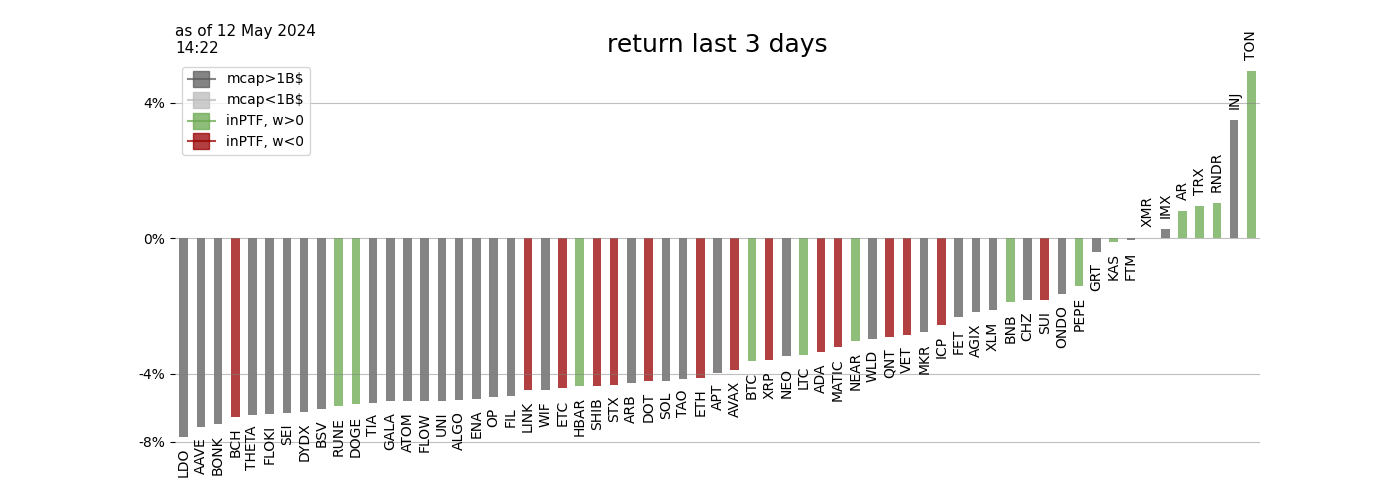 as of 12 May 2024
14:22
return last 3 days
mcap>1B$
mcap<1B$
inPTF, w>0
inPTF, w<0
4%
0%
-4%
-8%
LDO
AAVE
BONK
BCH
THETA
FLOKI
SEI
DYDX
BSV
RUNE
DOGE
TIA
GALA
ATOM
FLOW
UNI
ALGO
ENA
OP
FIL
LINK
WIF
ETC
HBAR
SHIB
STX
ARB
DOT
SOL
TAO
ETH
APT
AVAX
BTC
XRP
NEO
LTC
ADA
MATIC
NEAR
WLD
QNT
VET
MKR
ICP
FET
AGIX
XLM
BNB
CHZ
SUI
ONDO
PEPE
GRT
KAS
FTM
XMR
IMX
AR
TRX
RNDR
INJ
TON